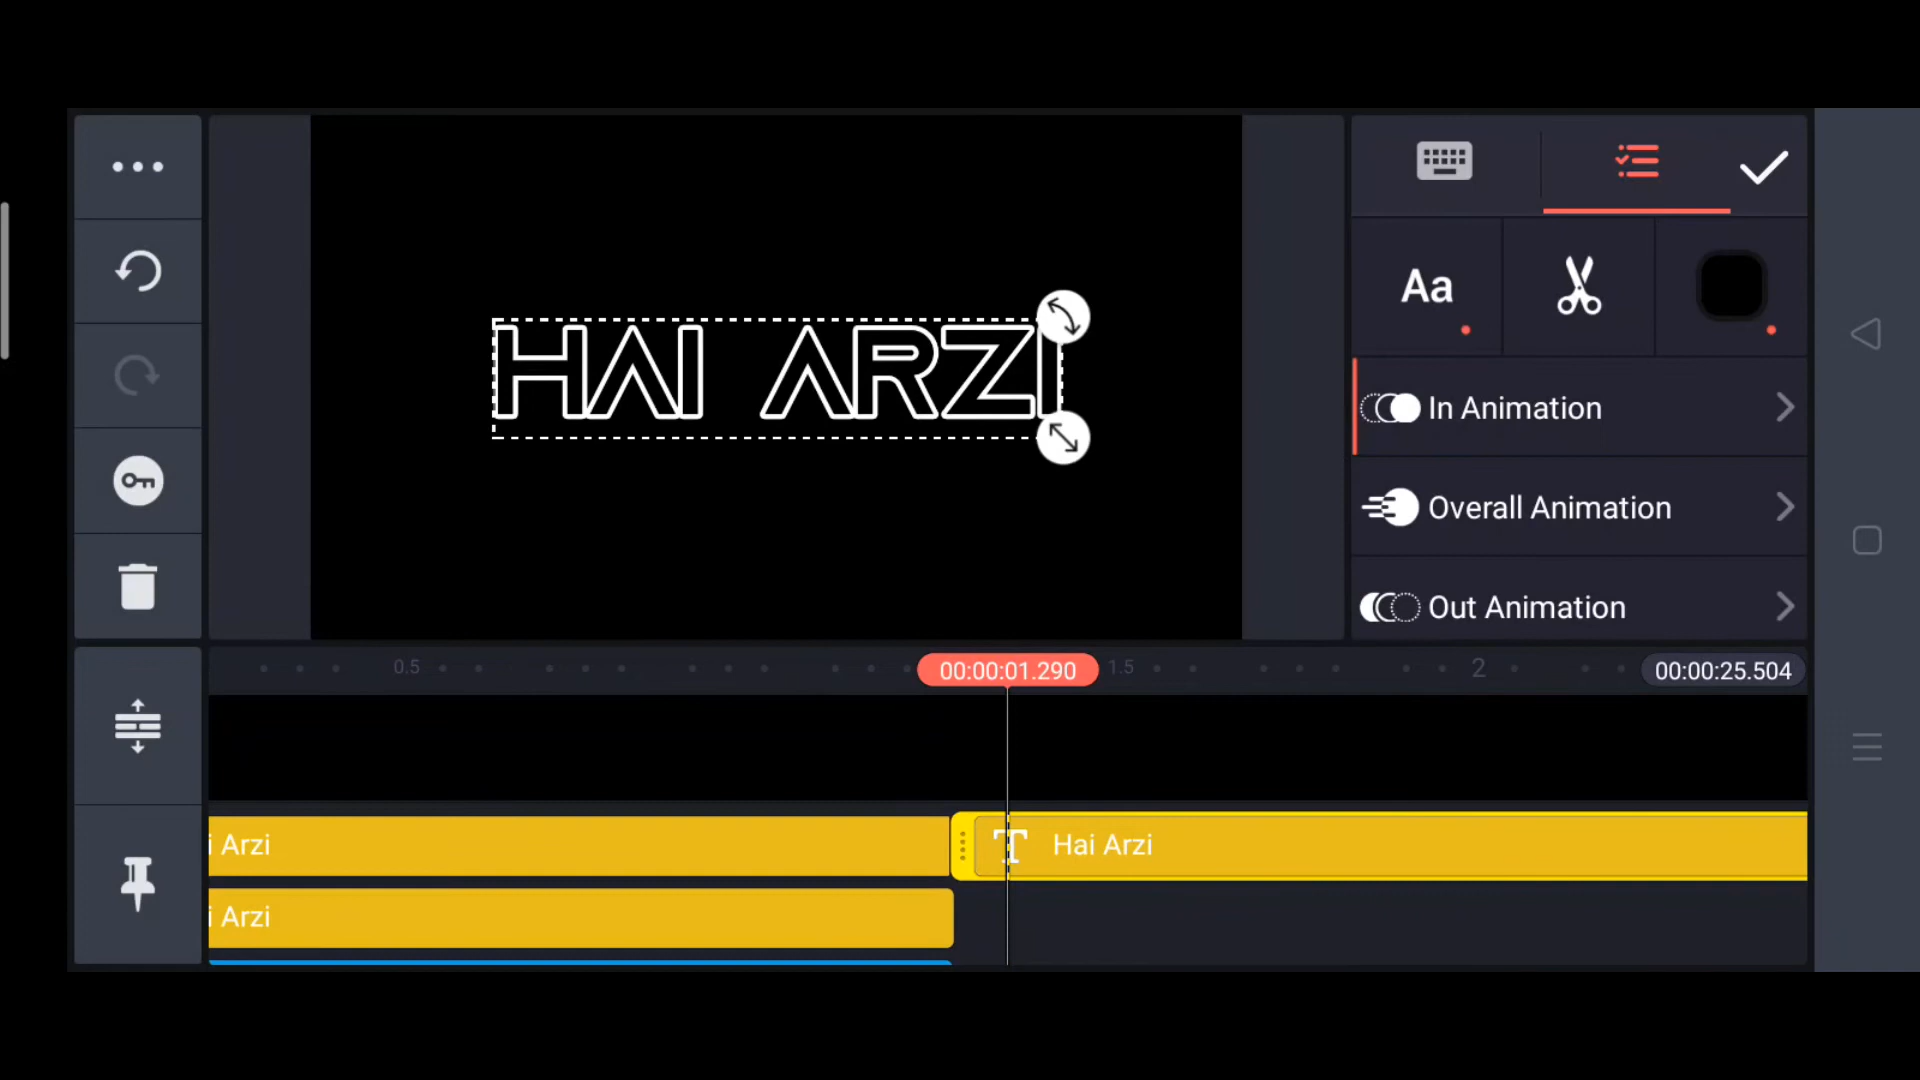 HAI ARZI
Aa
In Animation
Overall Animation
Out Animation
0.5
00:00:01.290
1.5
2
00:00:25.504
i Arzi
T Hai Arzi
i Arzi